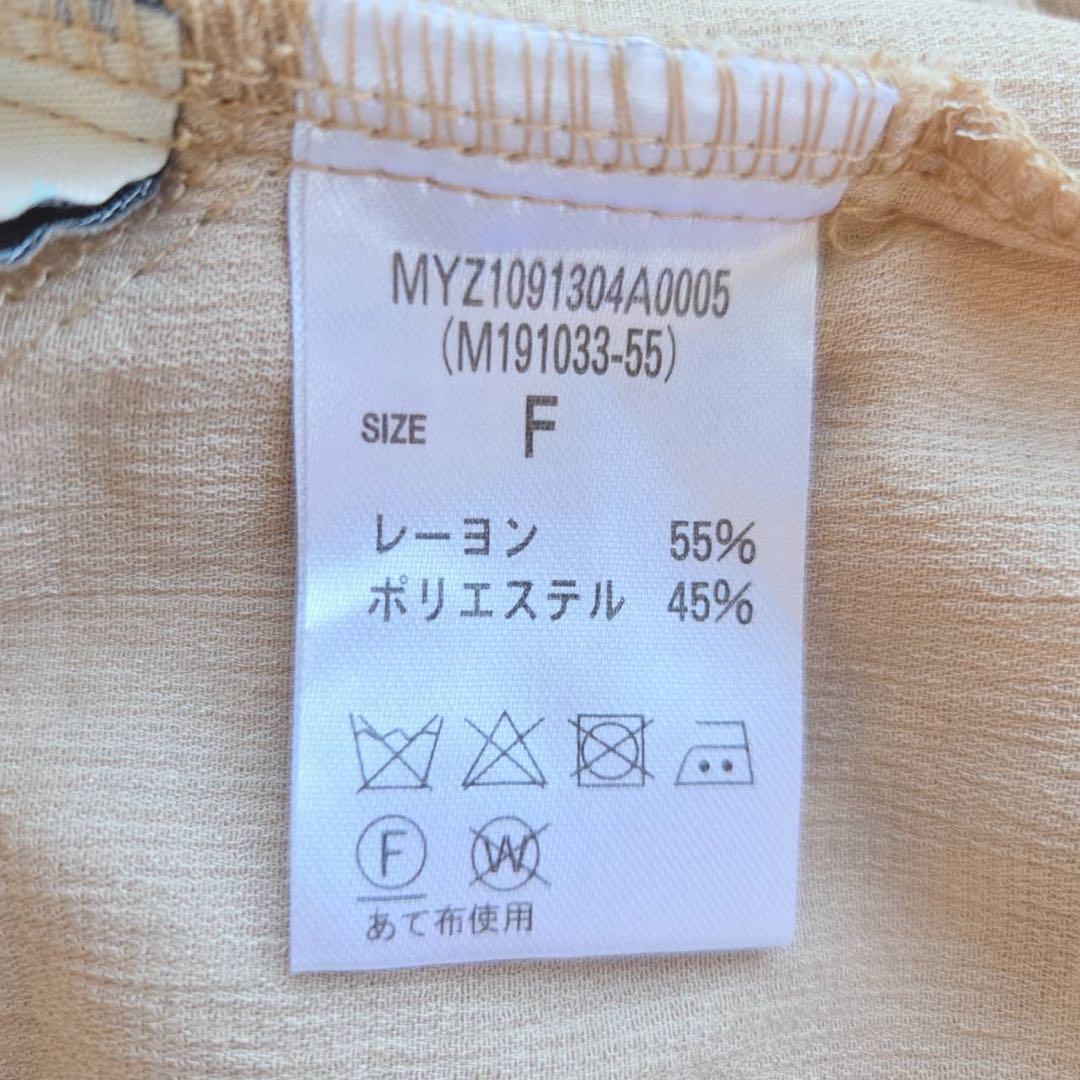 MYZ1091304A0005
(M191033-55)
SIZE F
レーヨン 55%
ポリエステル 45%
F W
あて布使用